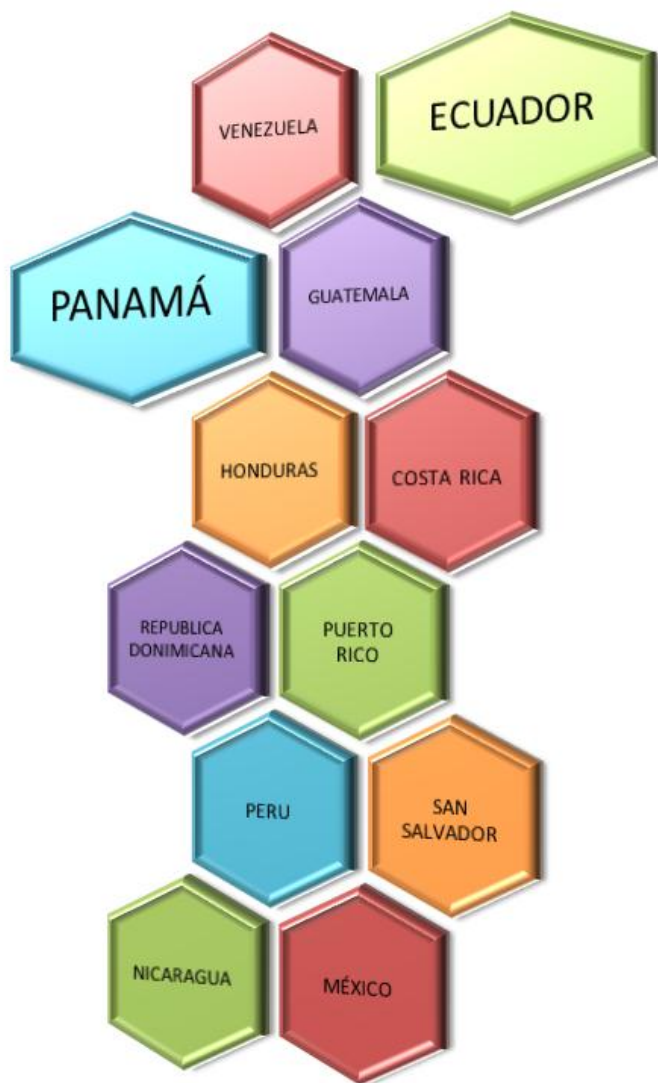 VENEZUELA
ECUADOR
PANAMÁ
GUATEMALA
HONDURAS
COSTA RICA
REPUBLICA
DONIMICANA
PUERTO
RICO
PERU
SAN
SALVADOR
NICARAGUA
MÉXICO